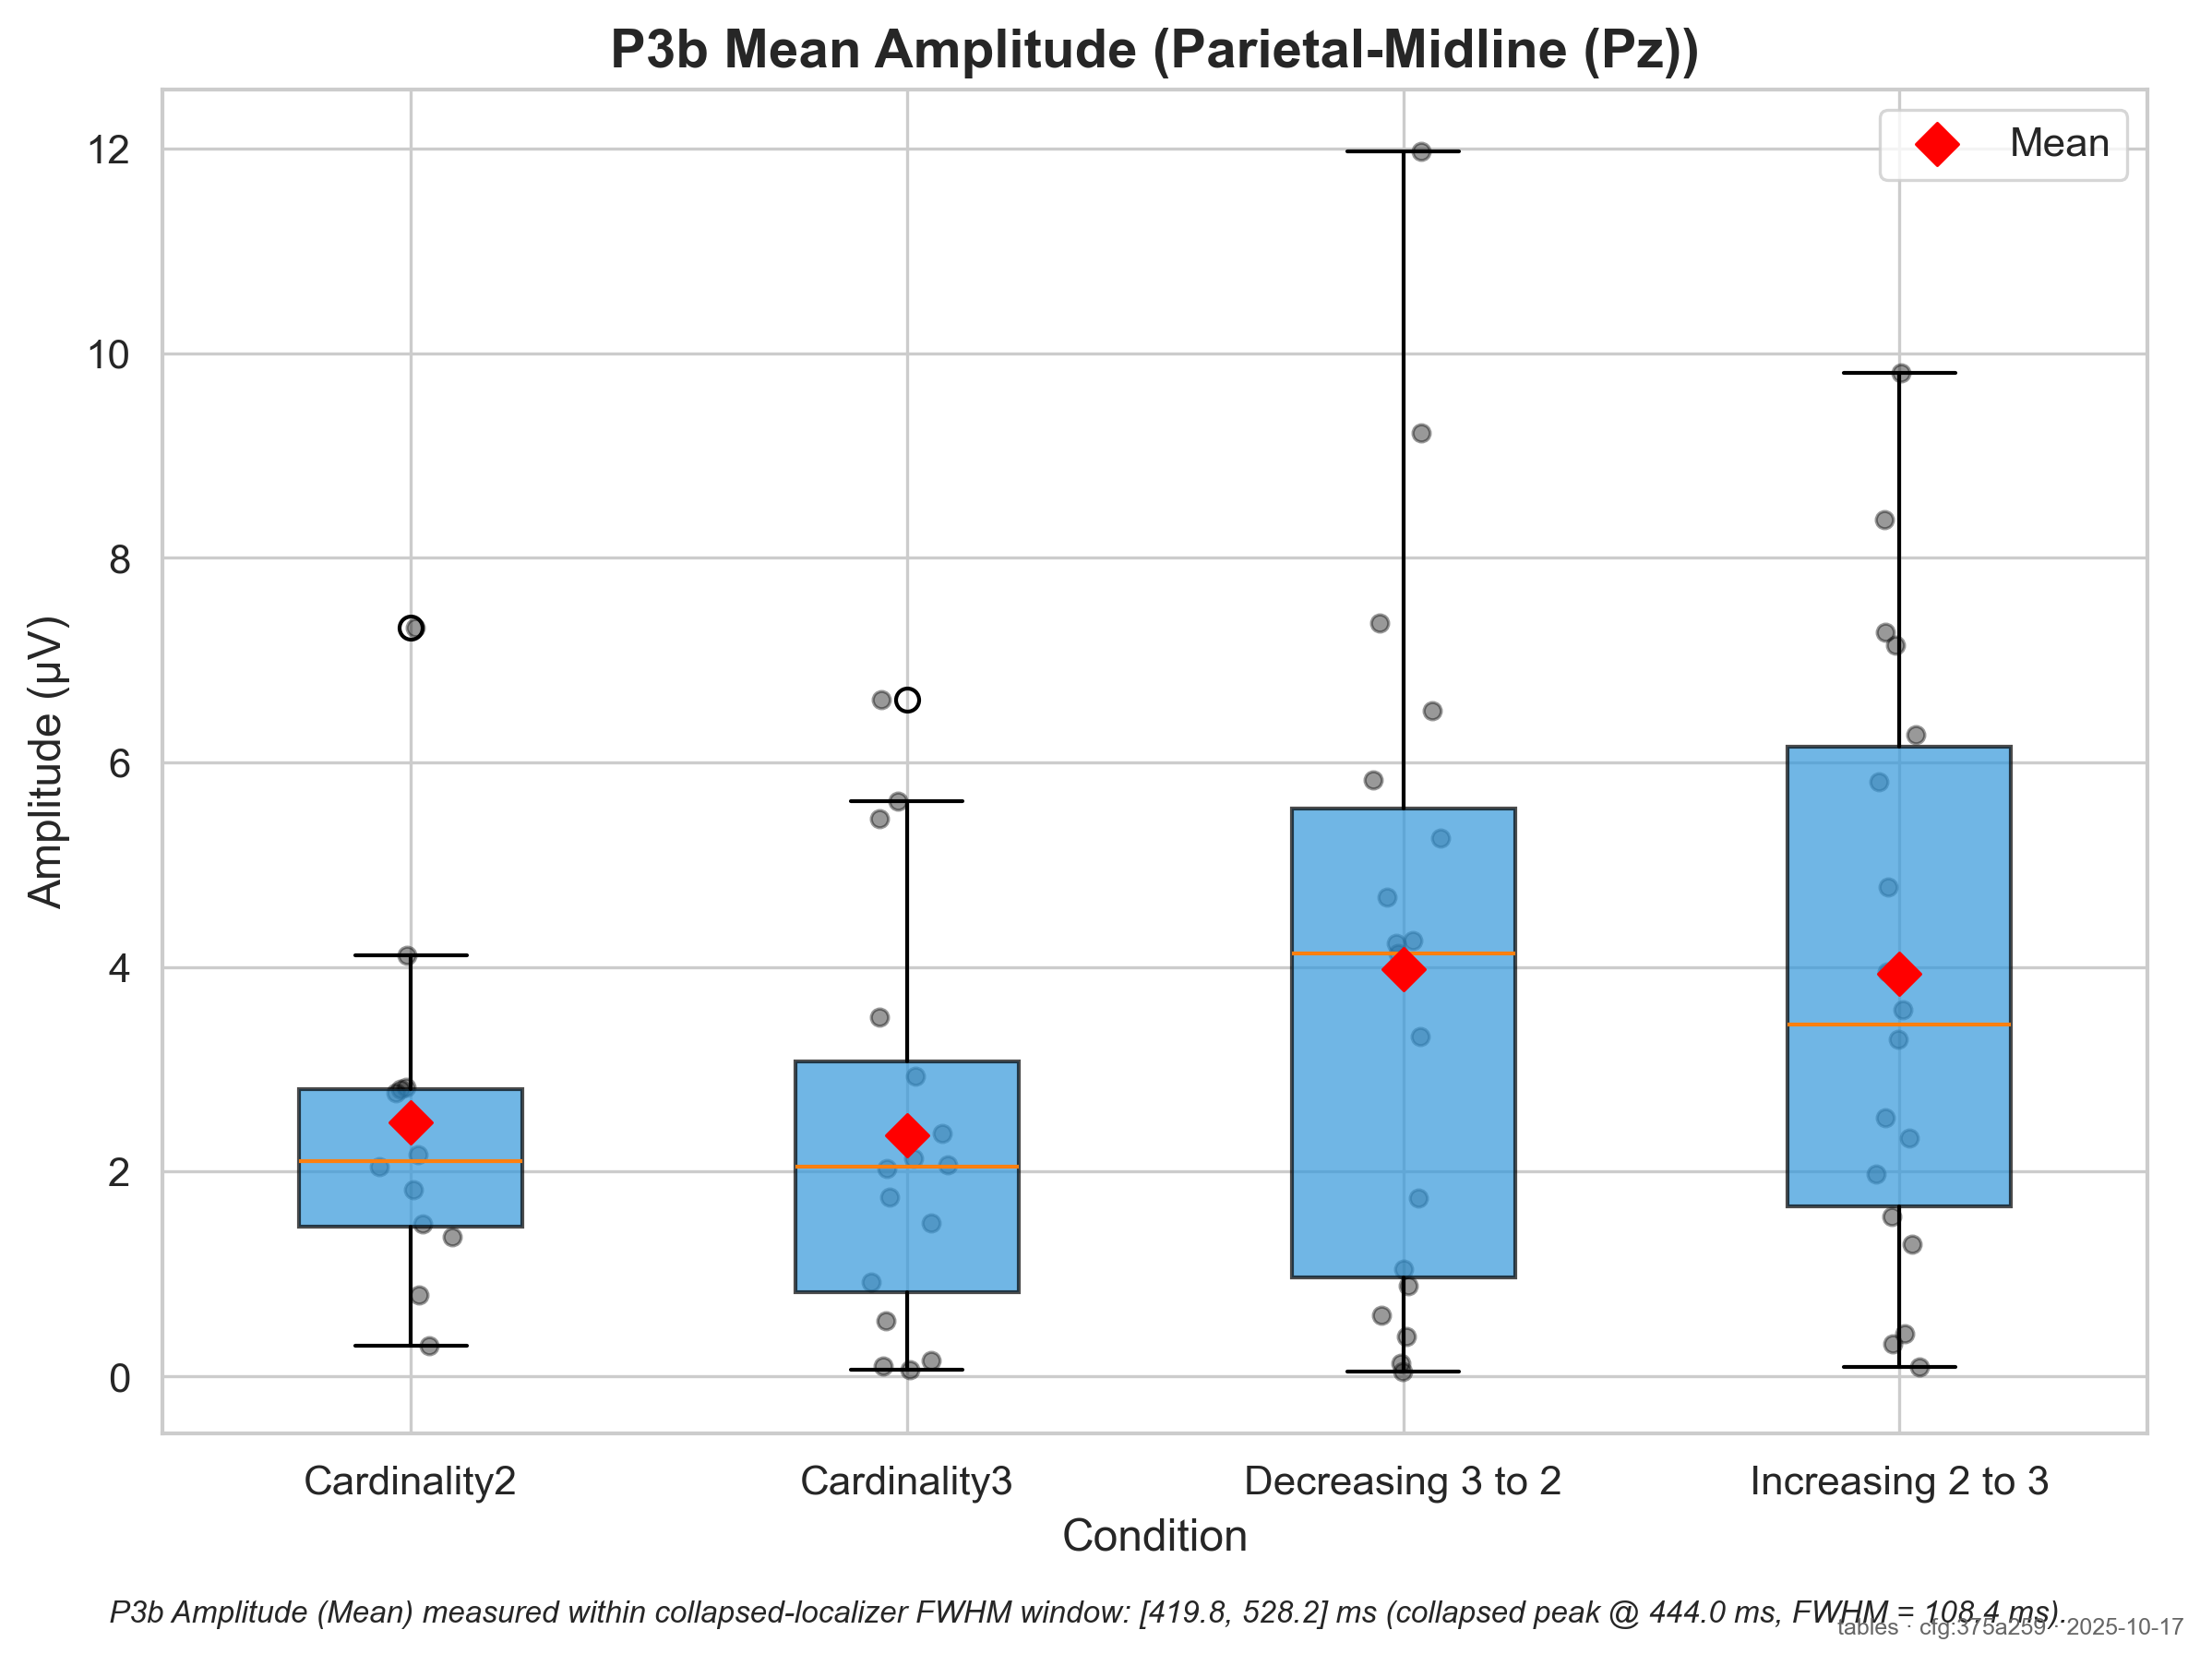 P3b Mean Amplitude (Parietal-Midline (Pz))
Mean
12
10
8
6
4
2
0
Amplitude (μV)
Cardinality2
Cardinality3
Decreasing 3 to 2
Increasing 2 to 3
Condition
P3b Amplitude (Mean) measured within collapsed-localizer FWHM window: [419.8, 528.2] ms (collapsed peak @ 444.0 ms, FWHM = 108.4 ms).
tables · cfg:375a259 · 2025-10-17